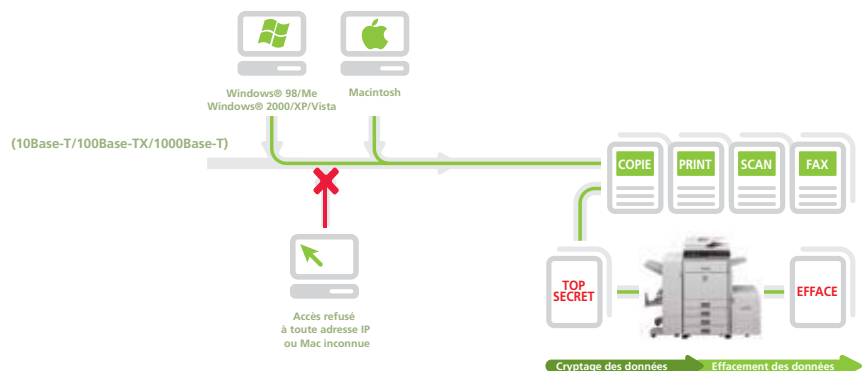 Windows® 98/Me
Windows® 2000/XP/Vista
Macintosh
(10Base-T/100Base-TX/1000Base-T)
COPIE
PRINT
SCAN
FAX
TOP
SECRET
EFFACE
Accès refusé
à toute adresse IP
ou Mac inconnue
Cryptage des données
Effacement des données